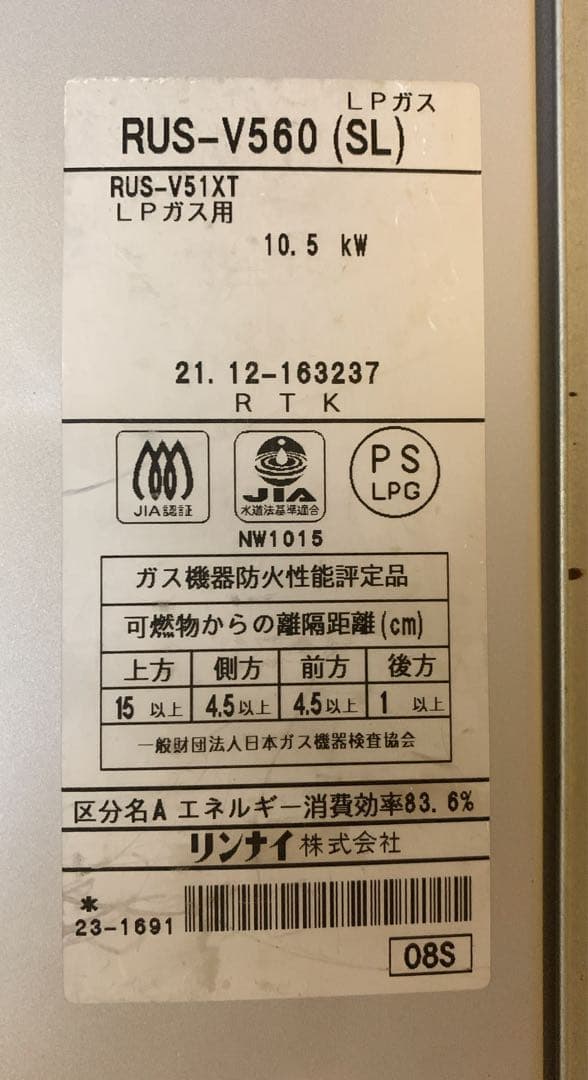 LPガス
RUS-V560(SL)
RUS-V51XT
LPガス用
10.5 kW
21.12-163237
RTK
JIA認証
JIA
水道法基準適合
PS
LPG
NW1015
ガス機器防火性能評定品
可燃物からの離隔距離(cm)
上方 側方 前方 後方
15 以上 4.5以上 4.5以上 1 以上
一般財団法人日本ガス機器検査協会
区分名A エネルギー消費効率83.6%
リンナイ株式会社
*
23-1691
08S